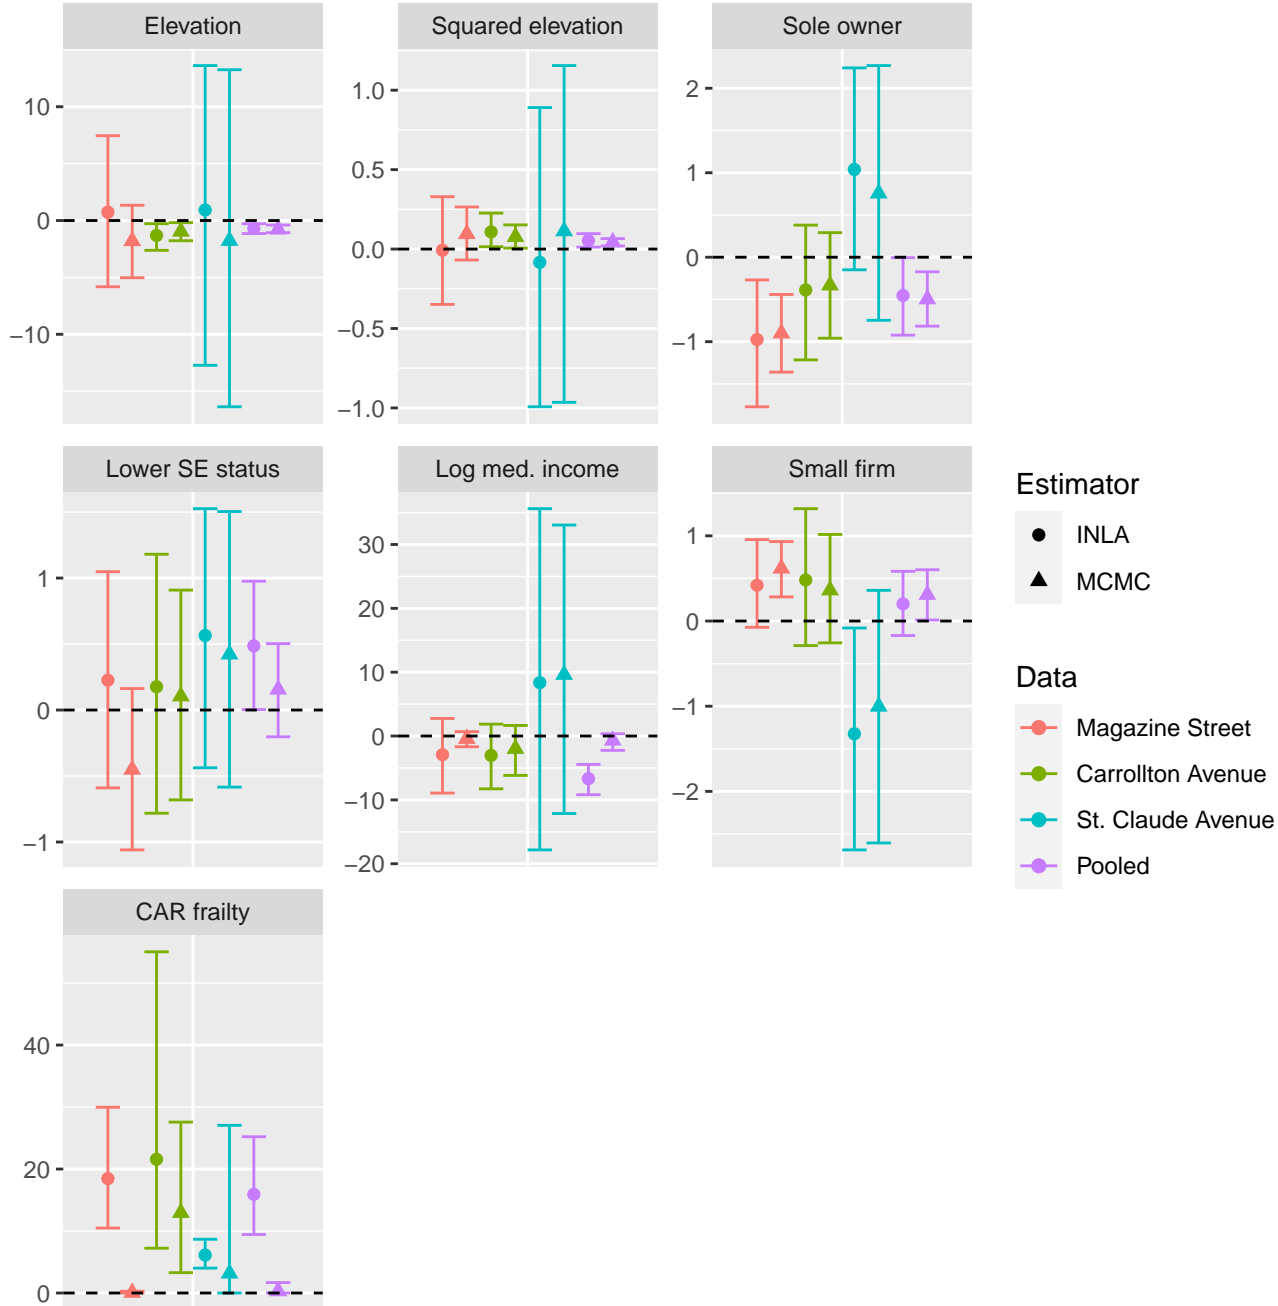 Elevation
Squared elevation
Sole owner
10
0
−10
1.0
0.5
0.0
−0.5
−1.0
2
1
0
−1
Lower SE status
Log med. income
Small firm
1
0
−1
30
20
10
0
−10
−20
1
0
−1
−2
Estimator
INLA
MCMC
Data
Magazine Street
Carrollton Avenue
St. Claude Avenue
Pooled
CAR frailty
40
20
0